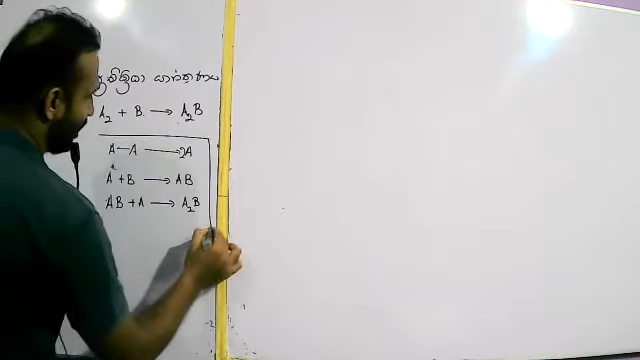 ප්‍රතික්‍රියා යාන්ත්‍රණය
A₂ + B → A₂B
A—A → 2A
A + B → AB
AB + A → A₂B